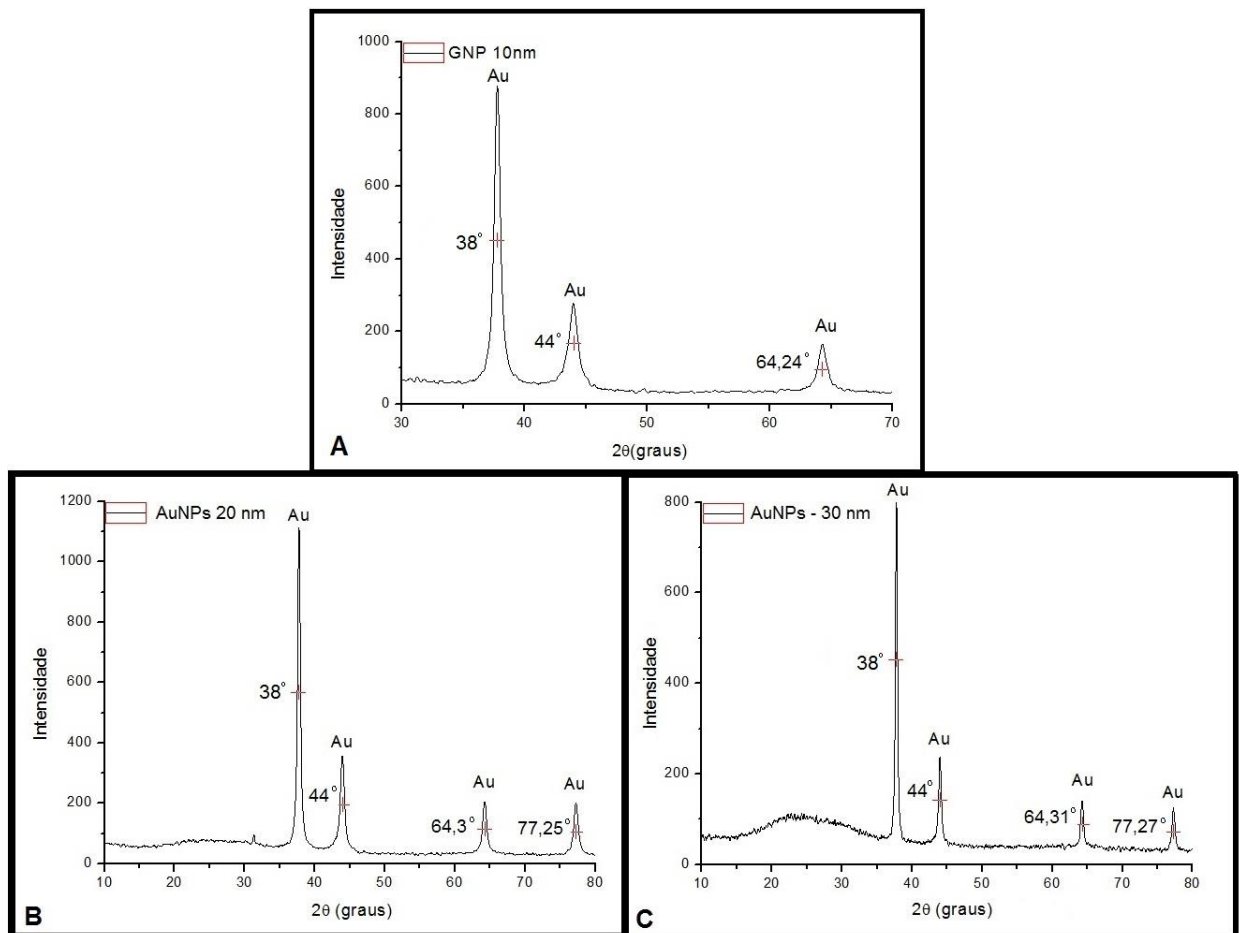 GNP 10nm
Au
1000
800
600
400
200
0
Intensidade
38°
Au
44°
Au
64,24°
30 40 50 60 70
2θ(graus)
A
AuNPs 20 nm
Au
1200
1000
800
600
400
200
0
Intensidade
38°
Au
44°
Au
64,3°
Au
77,25°
10 20 30 40 50 60 70 80
2θ (graus)
B
AuNPs - 30 nm
Au
800
600
400
200
0
Intensidade
38°
Au
44°
Au
64,31°
Au
77,27°
10 20 30 40 50 60 70 80
2θ (graus)
C